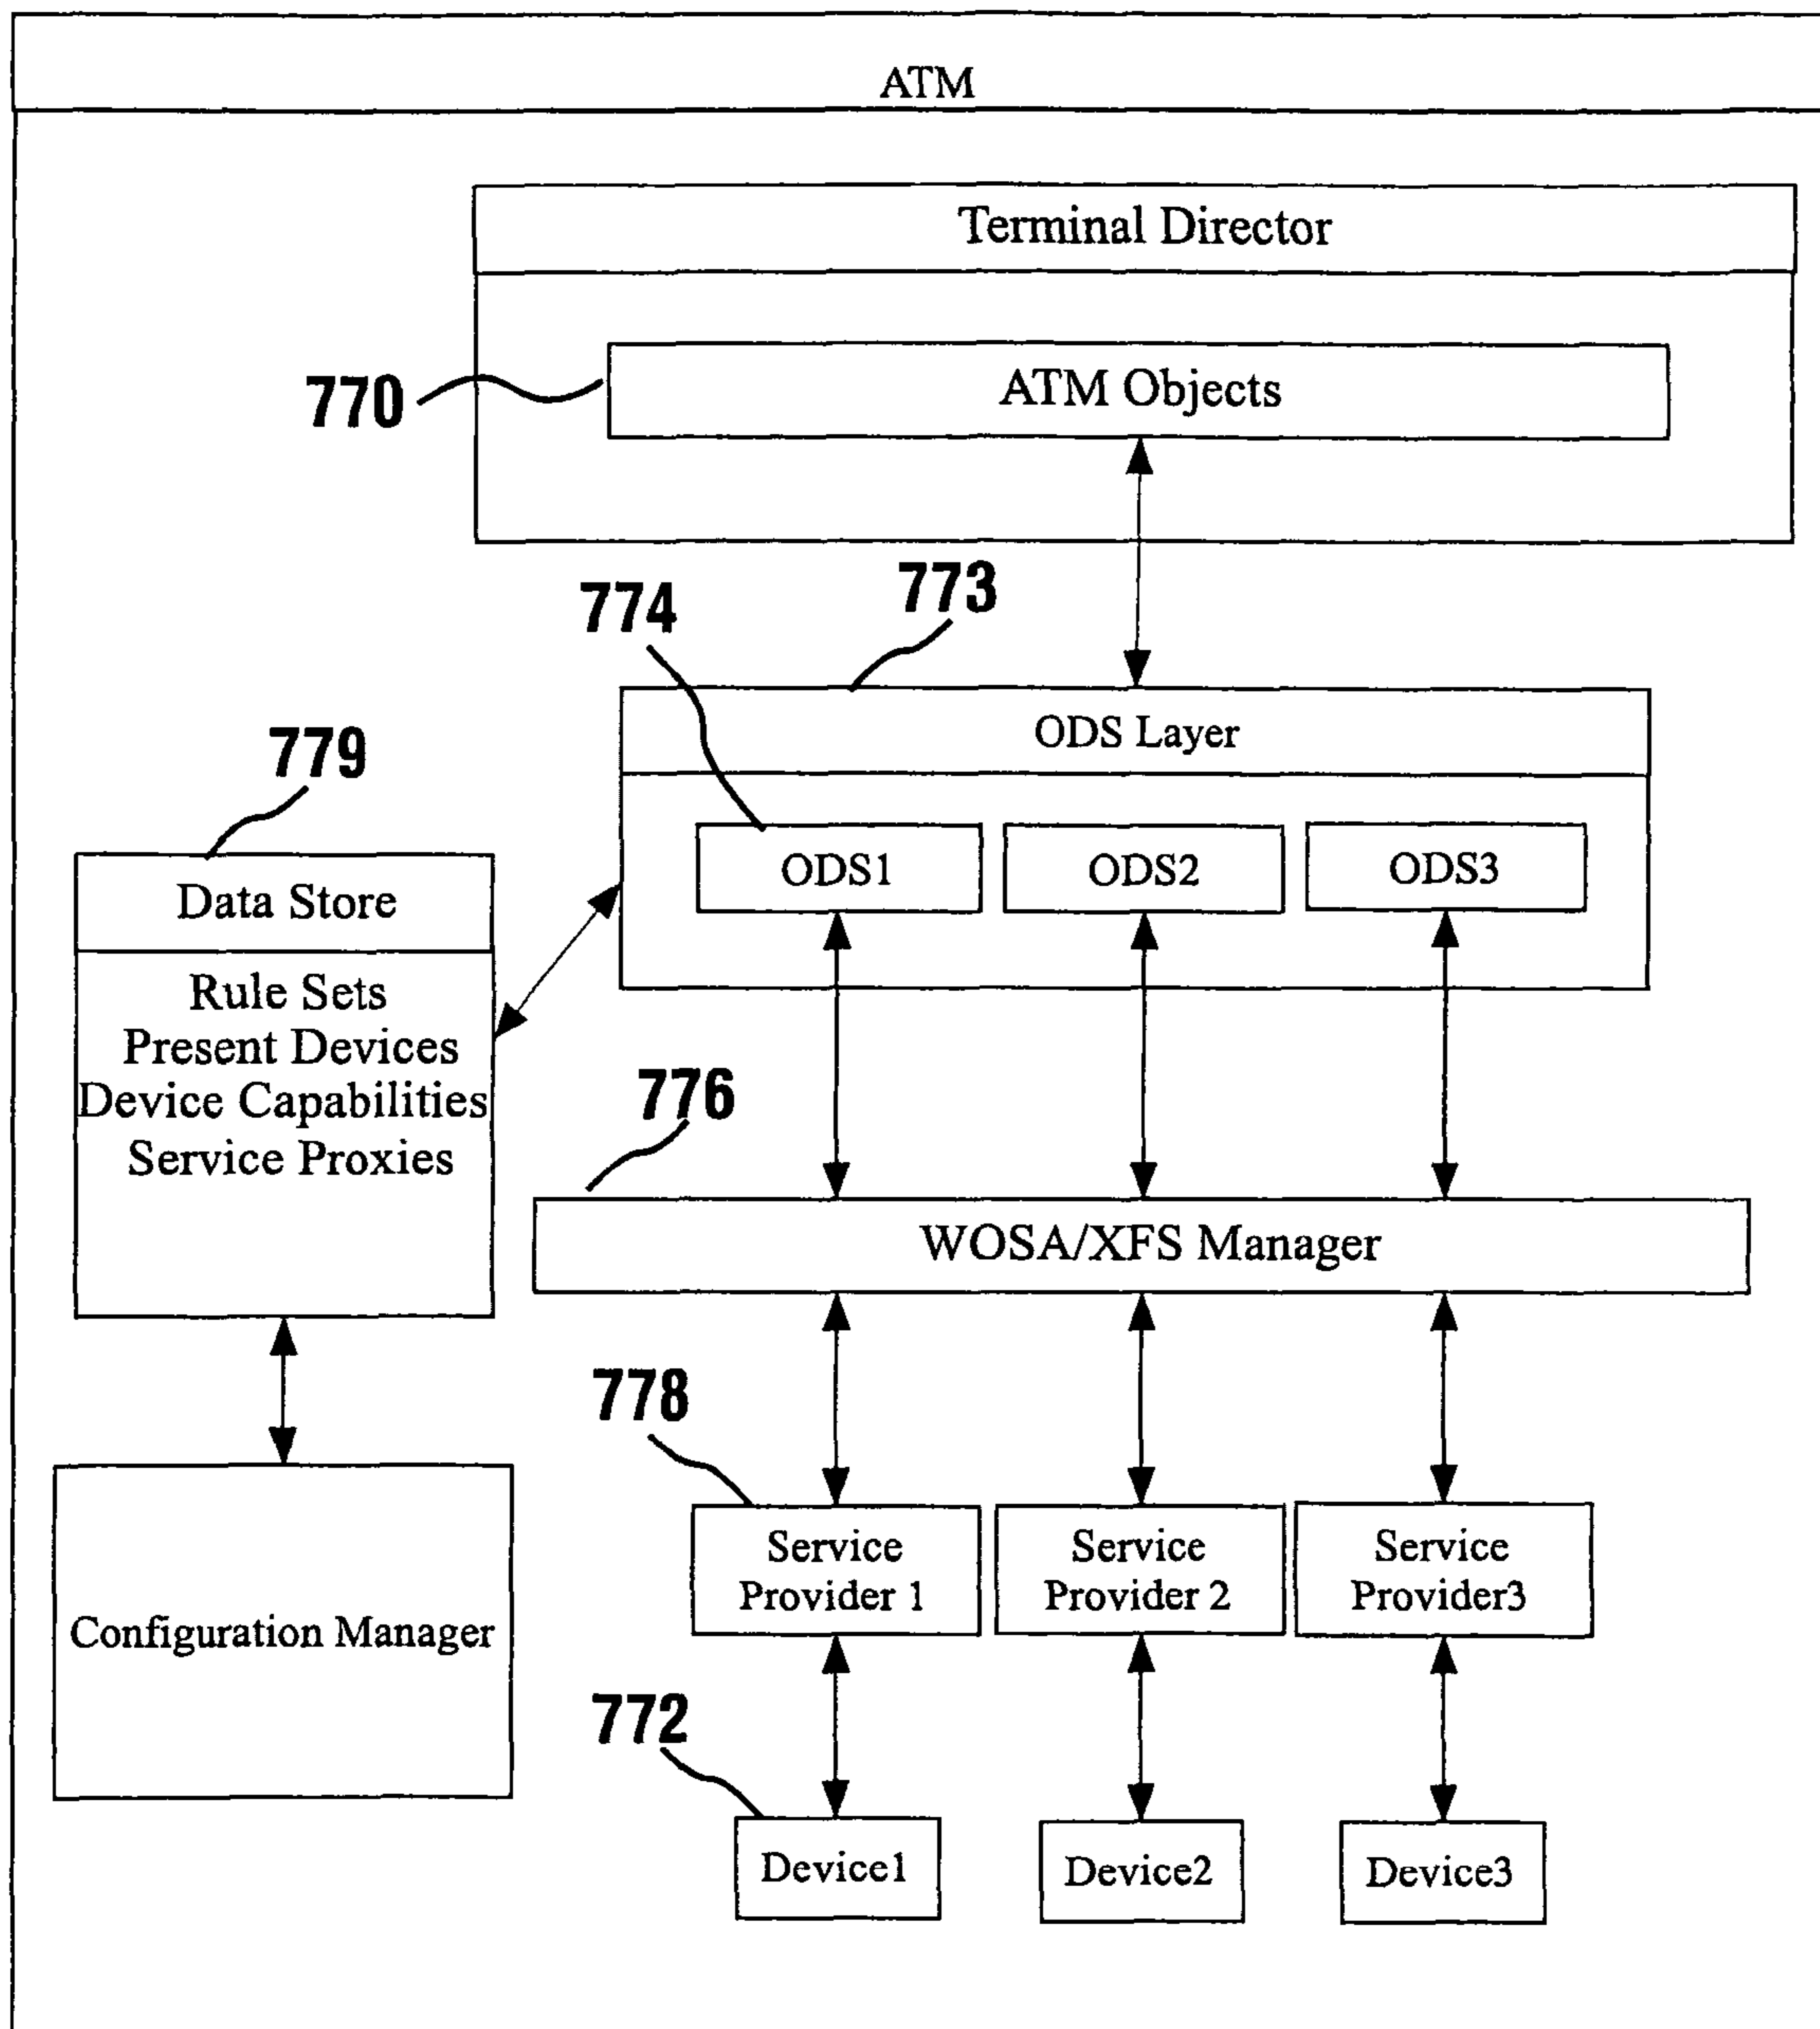 ATM
Terminal Director
770
ATM Objects
774
773
ODS Layer
779
ODS1
ODS2
ODS3
Data Store
Rule Sets
Present Devices
Device Capabilities
Service Proxies
776
WOSA/XFS Manager
778
Service
Provider 1
Service
Provider 2
Service
Provider3
Configuration Manager
772
Device1
Device2
Device3